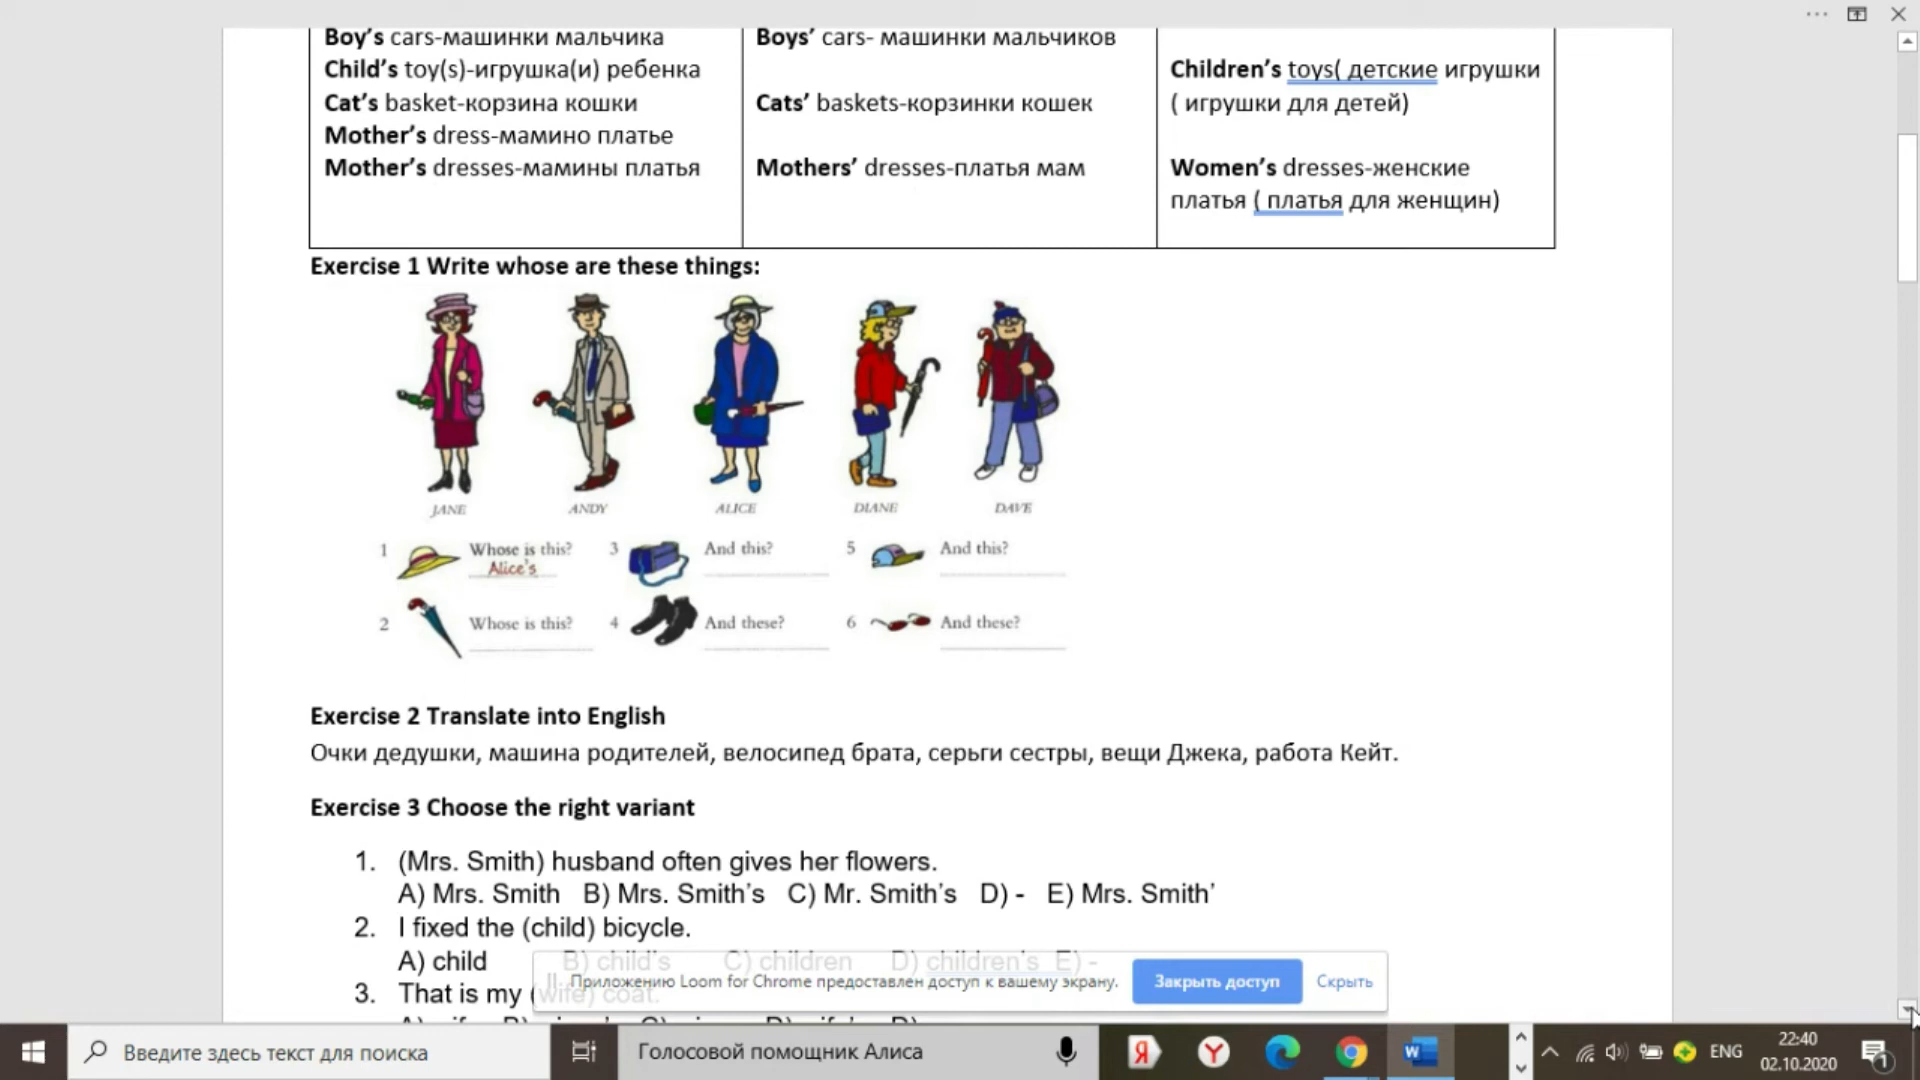 Boy’s cars-машинки мальчика
Child’s toy(s)-игрушка(и) ребенка
Cat’s basket-корзина кошки
Mother’s dress-мамино платье
Mother’s dresses-мамины платья
Boys’ cars- машинки мальчиков
Cats’ baskets-корзинки кошек
Mothers’ dresses-платья мам
Children’s toys( детские игрушки
( игрушки для детей)
Women’s dresses-женские
платья ( платья для женщин)
Exercise 1 Write whose are these things:
JANE ANDY ALICE DIANE DAVE
1 Whose is this? 3 And this? 5 And this?
Alice's
2 Whose is this? 4 And these? 6 And these?
Exercise 2 Translate into English
Очки дедушки, машина родителей, велосипед брата, серьги сестры, вещи Джека, работа Кейт.
Exercise 3 Choose the right variant
1. (Mrs. Smith) husband often gives her flowers.
A) Mrs. Smith B) Mrs. Smith’s C) Mr. Smith’s D) - E) Mrs. Smith’
2. I fixed the (child) bicycle.
A) child B) child’s C) children D) children’s E) -
3. That is my (wife) coat.
Приложению Loom for Chrome предоставлен доступ к вашему экрану. Закрыть доступ Скрыть
Введите здесь текст для поиска
Голосовой помощник Алиса
ENG
22:40
02.10.2020
1